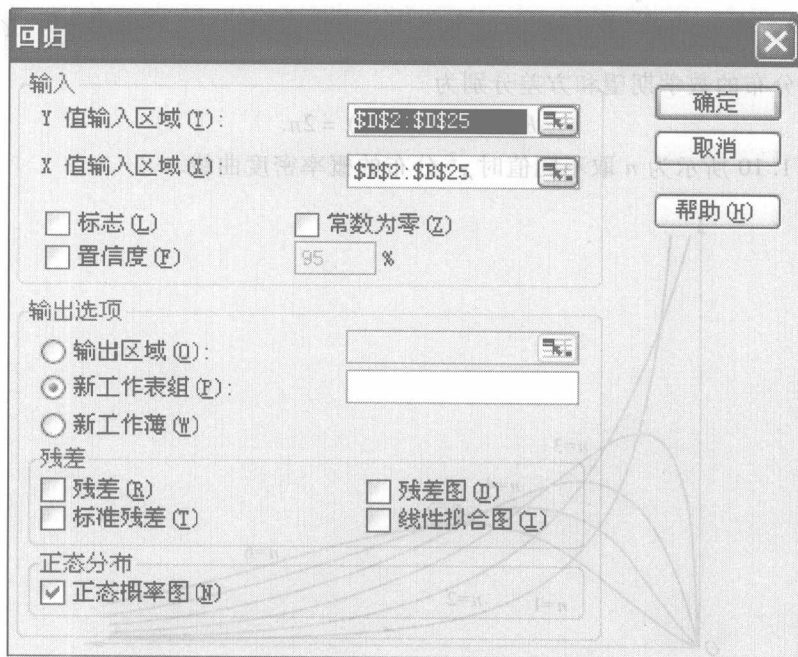 回归
输入
Y 值输入区域(Y): $D$2:$D$25
X 值输入区域(X): $B$2:$B$25
标志(L) 常数为零(Z)
置信度(F) 95 %
确定
取消
帮助(H)
输出选项
输出区域(O):
新工作表组(P):
新工作薄(W)
残差
残差(R) 残差图(D)
标准残差(T) 线性拟合图(I)
正态分布
正态概率图(N)